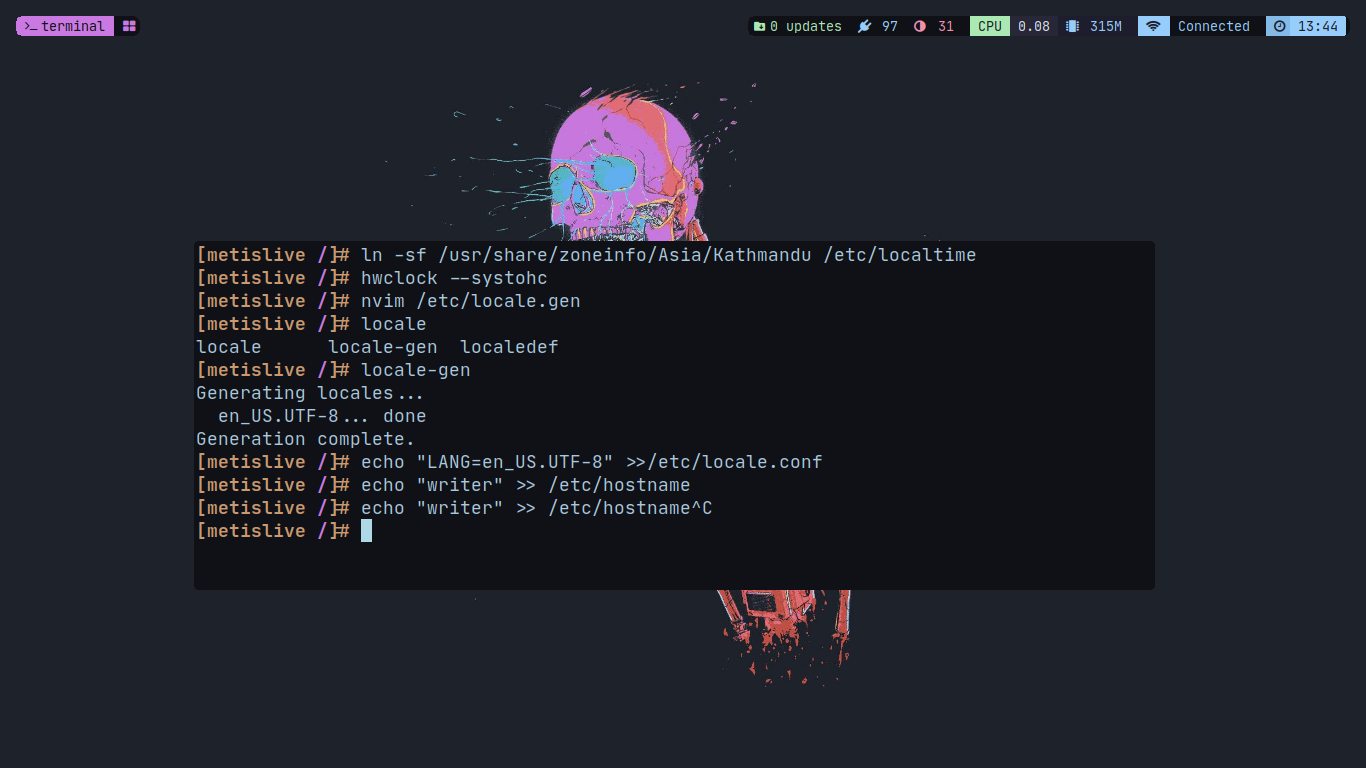 >_ terminal
0 updates 97 31 CPU 0.08 315M Connected 13:44
[metislive /]# ln -sf /usr/share/zoneinfo/Asia/Kathmandu /etc/localtime
[metislive /]# hwclock --systohc
[metislive /]# nvim /etc/locale.gen
[metislive /]# locale
locale      locale-gen  localedef
[metislive /]# locale-gen
Generating locales...
  en_US.UTF-8... done
Generation complete.
[metislive /]# echo "LANG=en_US.UTF-8" >>/etc/locale.conf
[metislive /]# echo "writer" >> /etc/hostname
[metislive /]# echo "writer" >> /etc/hostname^C
[metislive /]#